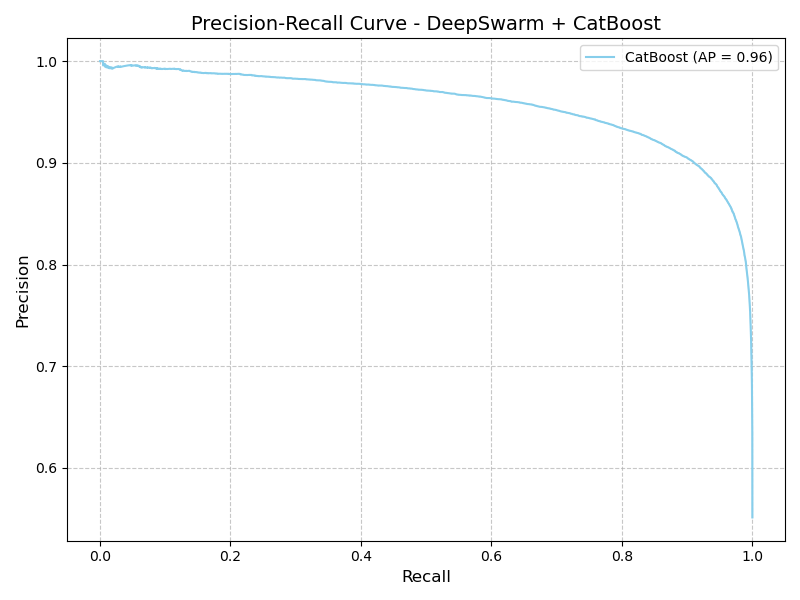 Precision-Recall Curve - DeepSwarm + CatBoost
CatBoost (AP = 0.96)
1.0
0.9
0.8
0.7
0.6
Precision
0.0 0.2 0.4 0.6 0.8 1.0
Recall